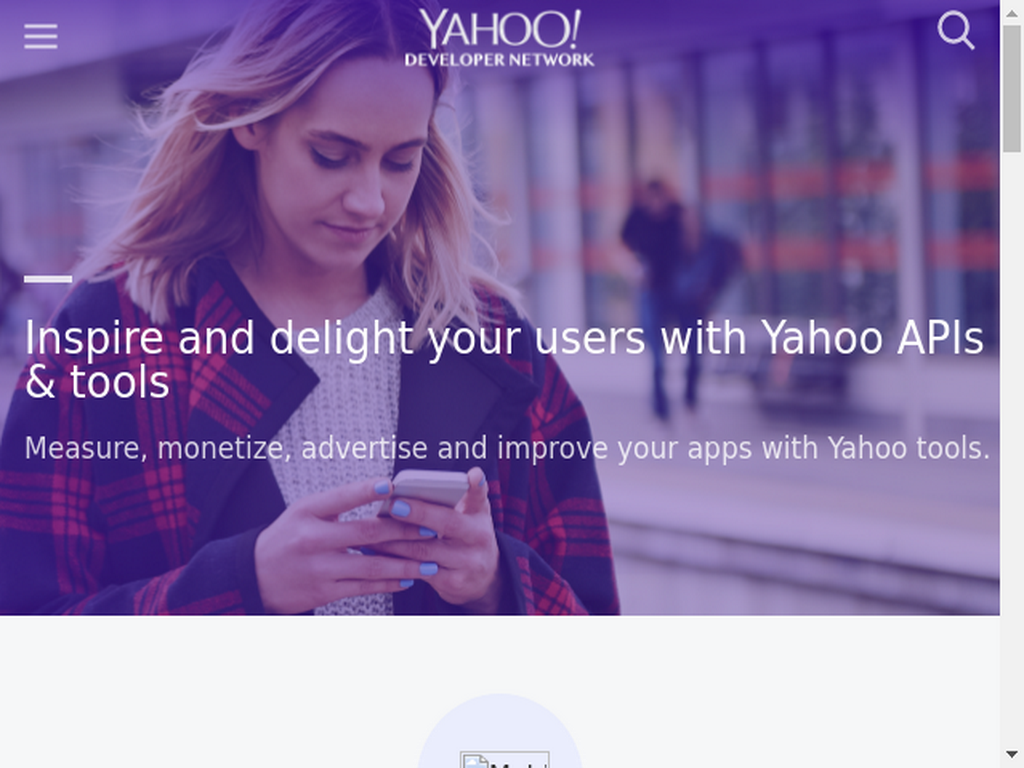 YAHOO!
DEVELOPER NETWORK
Inspire and delight your users with Yahoo APIs
& tools
Measure, monetize, advertise and improve your apps with Yahoo tools.